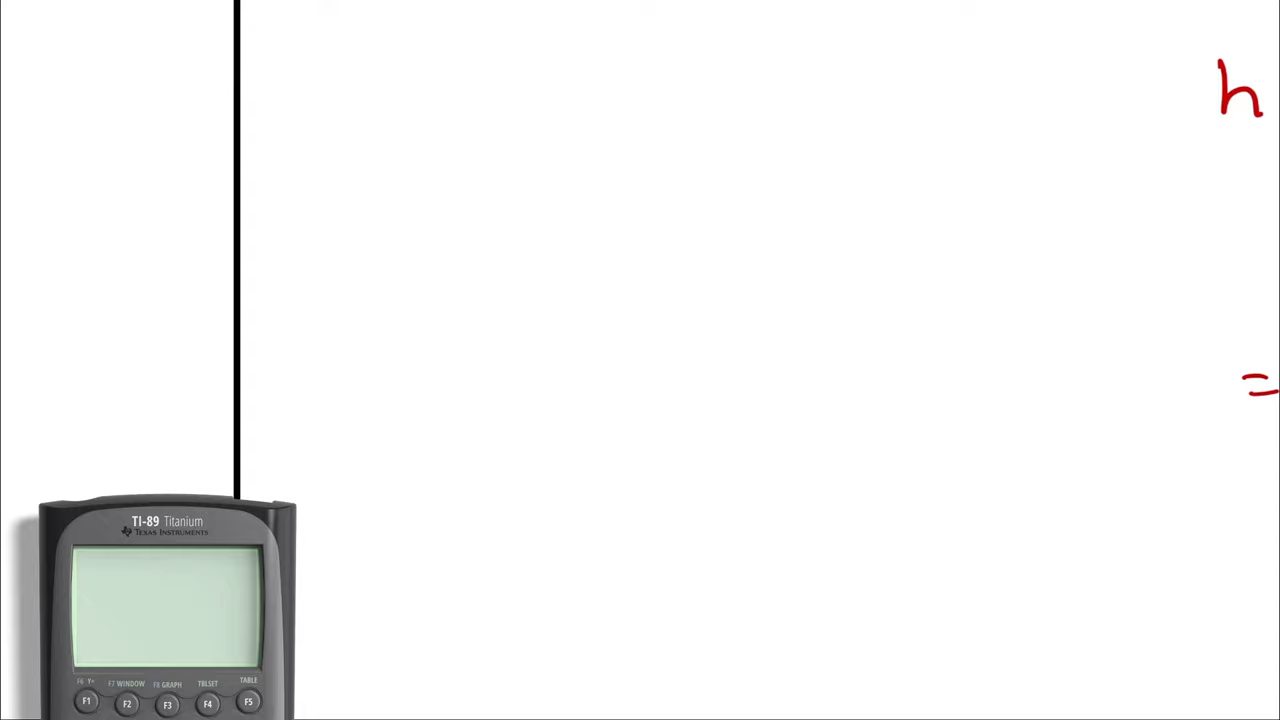 h
=
TI-89 Titanium
TEXAS INSTRUMENTS
F6 Y= F7 WINDOW F8 GRAPH TBLSET TABLE
F1 F2 F3 F4 F5